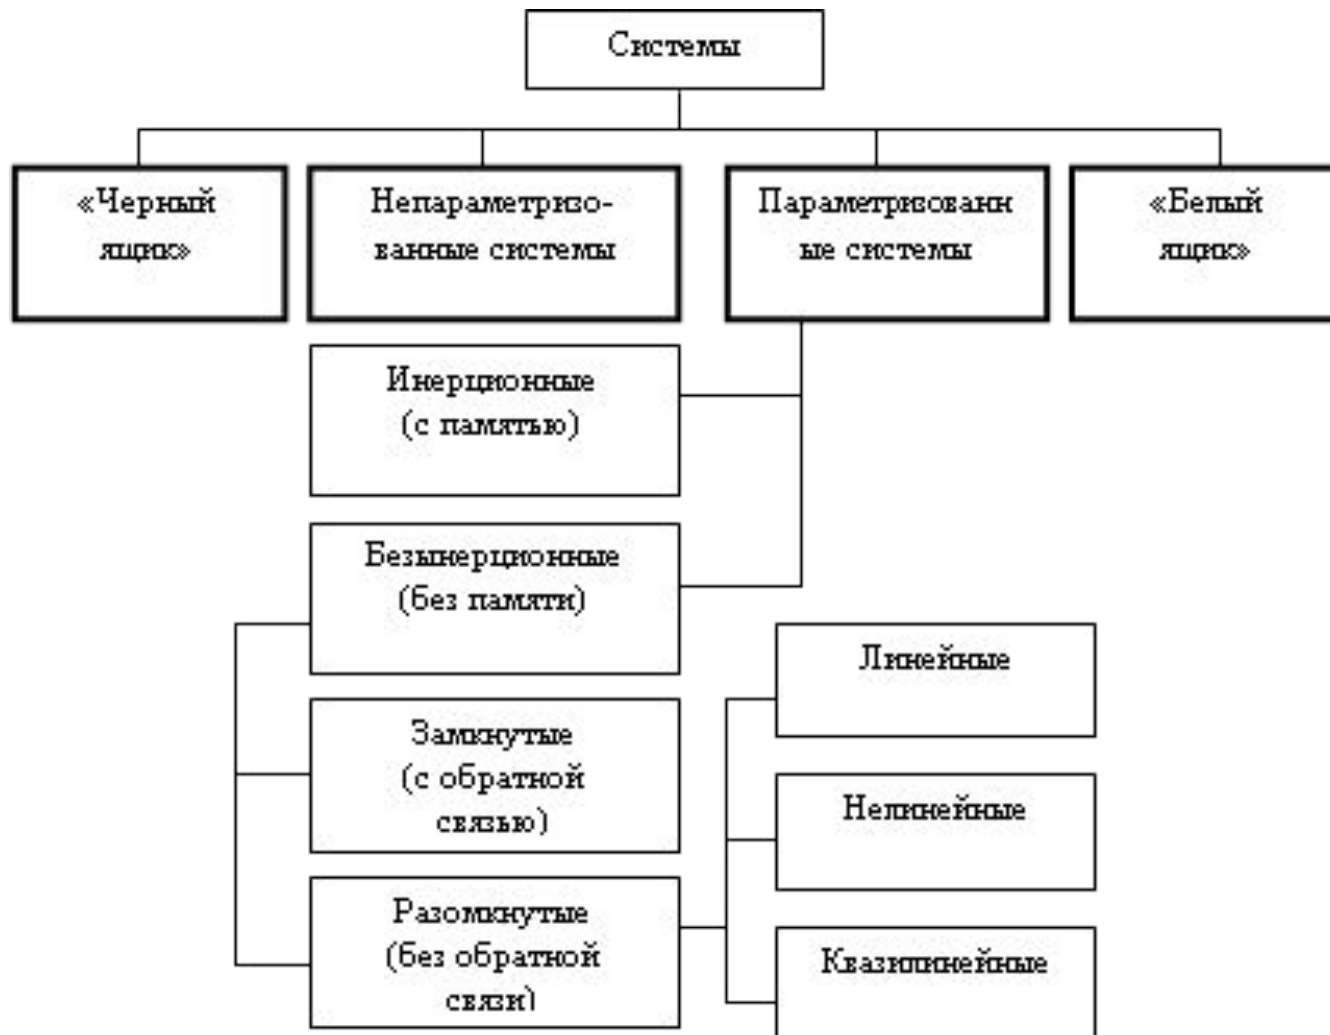 Системы
«Черный
ящик»
Непараметризо-
ванные системы
Параметризованн
ые системы
«Белый
ящик»
Инерционные
(с памятью)
Безынерционные
(без памяти)
Замкнутые
(с обратной
связью)
Разомкнутые
(без обратной
связи)
Линейные
Нелинейные
Квазилинейные